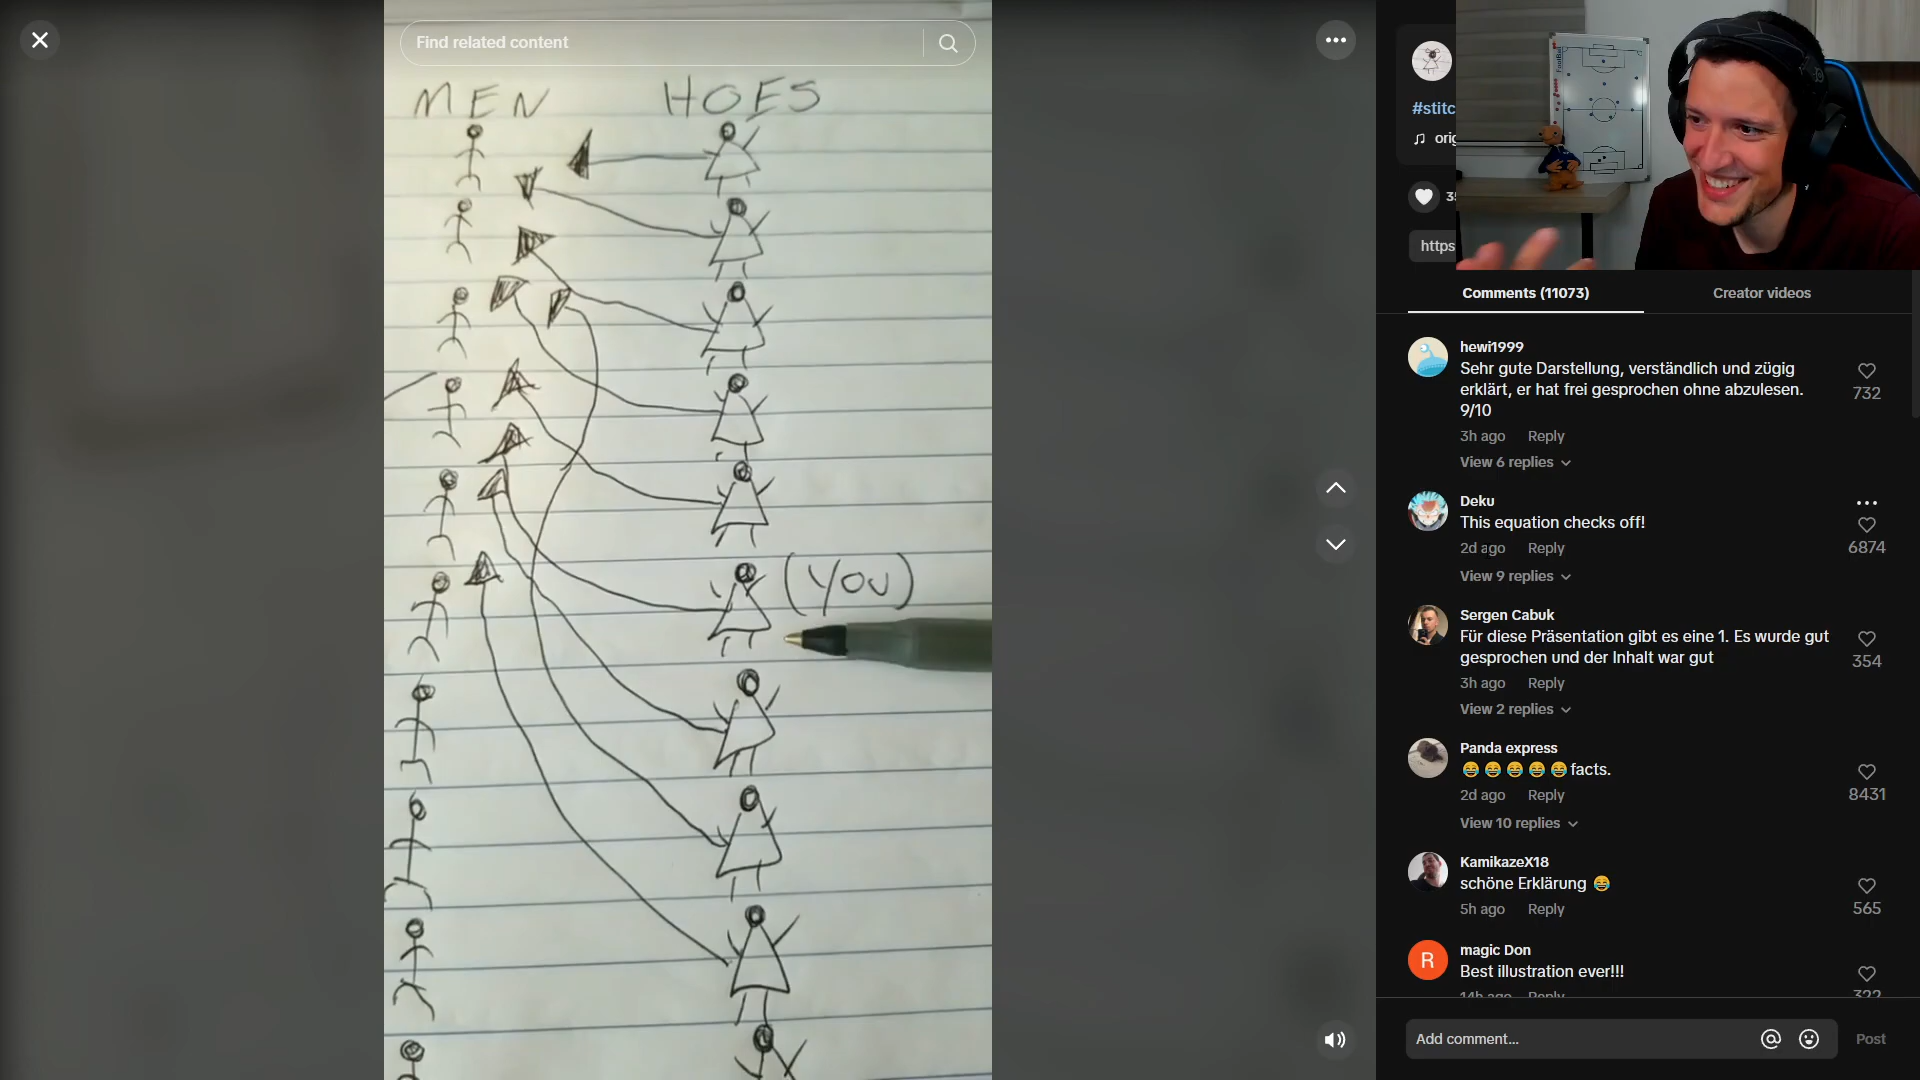 Find related content
MEN HOES
(YOU)
#stitc
orig
https
Comments (11073)
Creator videos
hewi1999
Sehr gute Darstellung, verständlich und zügig
erklärt, er hat frei gesprochen ohne abzulesen.
9/10
732
3h ago Reply
View 6 replies
Deku
This equation checks off!
6874
2d ago Reply
View 9 replies
Sergen Cabuk
Für diese Präsentation gibt es eine 1. Es wurde gut
gesprochen und der Inhalt war gut
354
3h ago Reply
View 2 replies
Panda express
😂😂😂😂😂facts.
8431
2d ago Reply
View 10 replies
KamikazeX18
schöne Erklärung 😂
565
5h ago Reply
R
magic Don
Best illustration ever!!!
322
14h ago Reply
Add comment...
Post